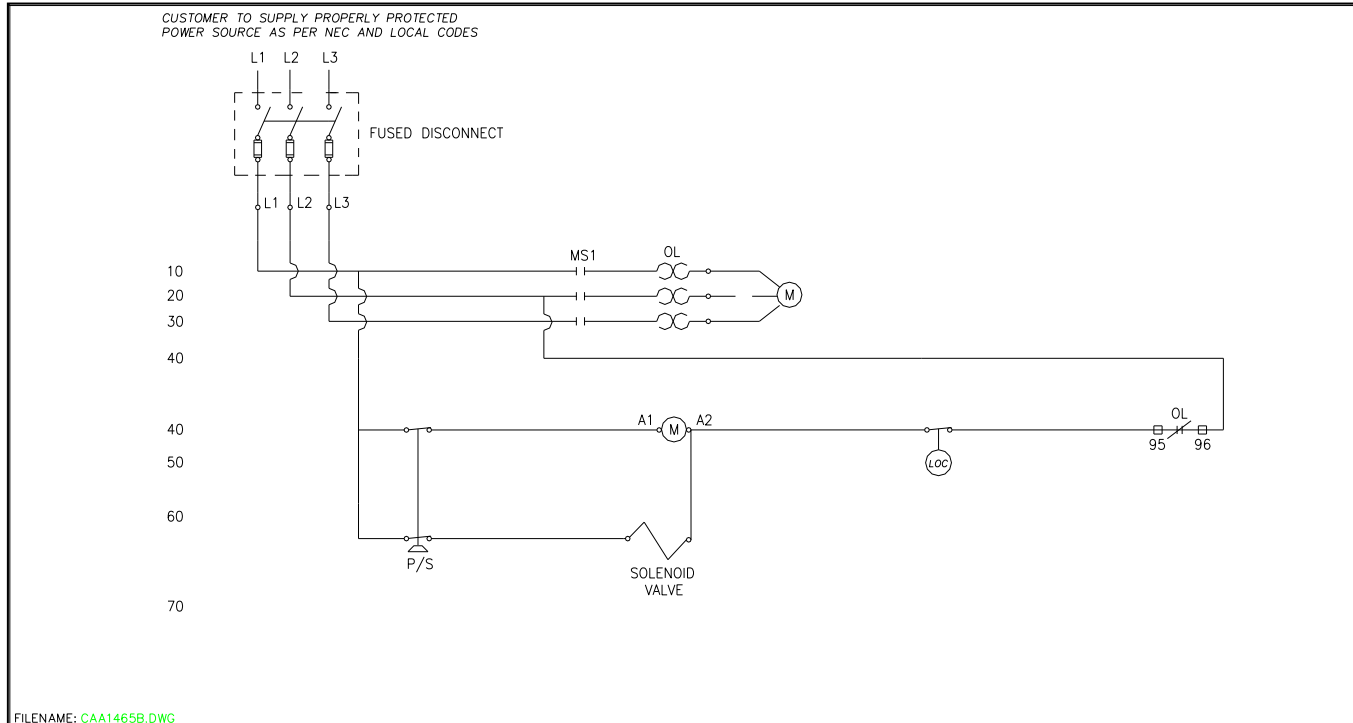 CUSTOMER TO SUPPLY PROPERLY PROTECTED
POWER SOURCE AS PER NEC AND LOCAL CODES
L1 L2 L3
FUSED DISCONNECT
L1 L2 L3
MS1 OL
10
20 M
30
40
OL
40 A1 M A2
95 96
50 LOC
60
P/S
SOLENOID
VALVE
70
FILENAME: CAA1465B.DWG